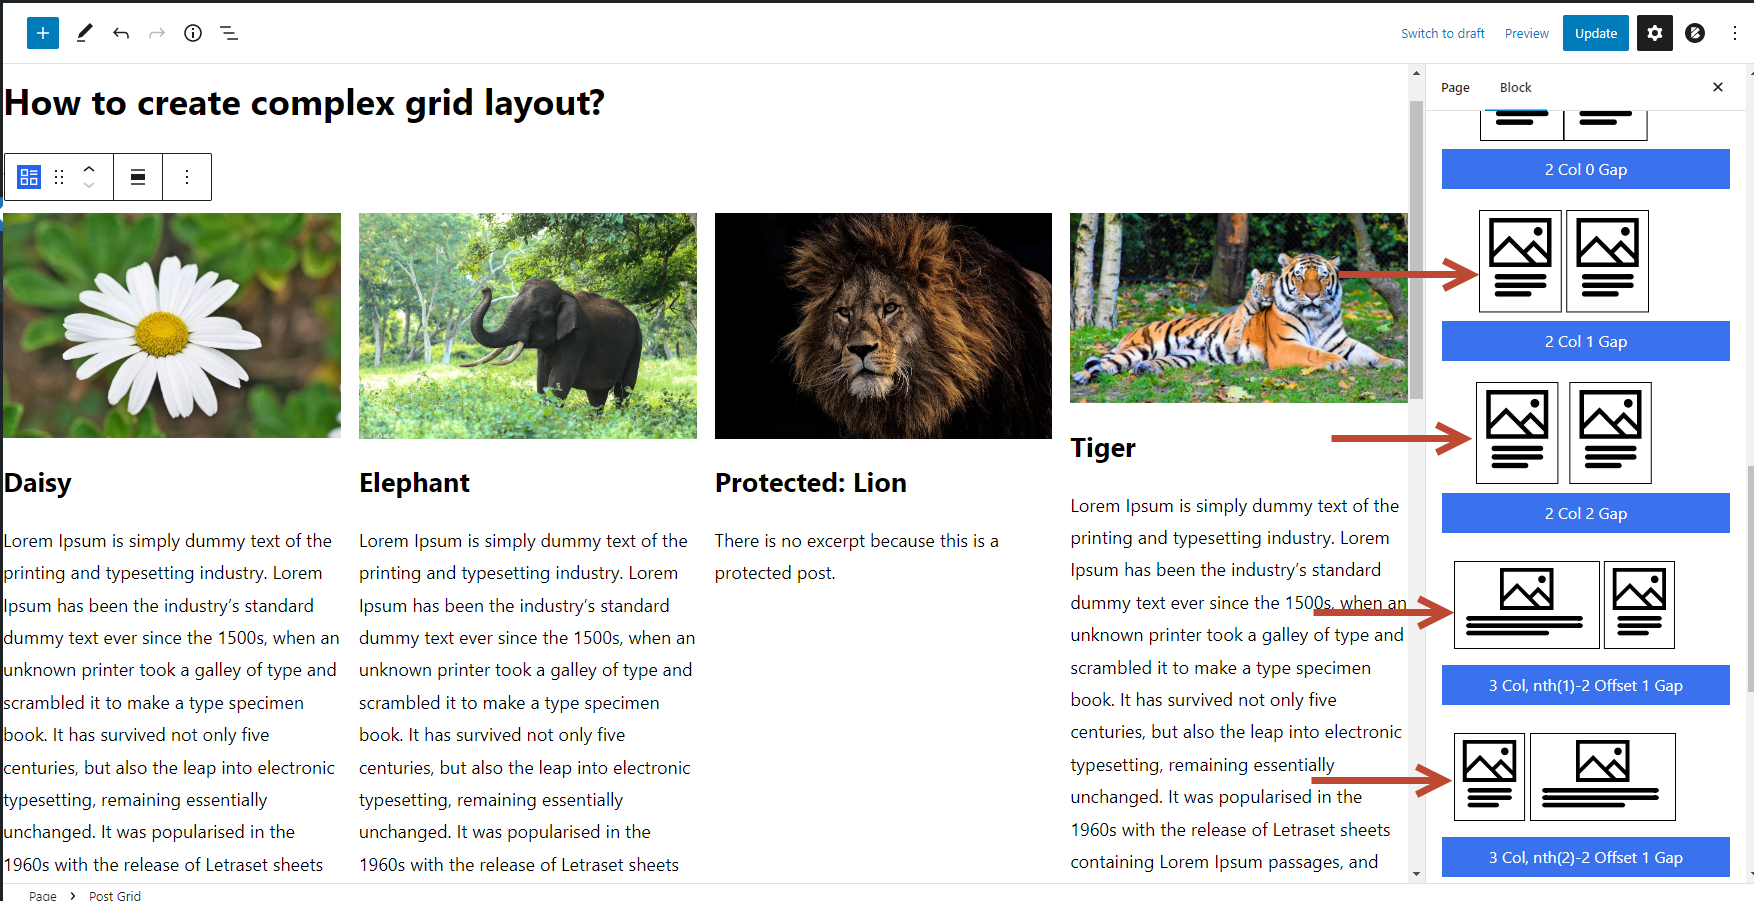 Switch to draft
Preview
Update
How to create complex grid layout?
Page
Block
2 Col 0 Gap
2 Col 1 Gap
2 Col 2 Gap
3 Col, nth(1)-2 Offset 1 Gap
3 Col, nth(2)-2 Offset 1 Gap
Daisy
Lorem Ipsum is simply dummy text of the
printing and typesetting industry. Lorem
Ipsum has been the industry’s standard
dummy text ever since the 1500s, when an
unknown printer took a galley of type and
scrambled it to make a type specimen
book. It has survived not only five
centuries, but also the leap into electronic
typesetting, remaining essentially
unchanged. It was popularised in the
1960s with the release of Letraset sheets
Elephant
Lorem Ipsum is simply dummy text of the
printing and typesetting industry. Lorem
Ipsum has been the industry’s standard
dummy text ever since the 1500s, when an
unknown printer took a galley of type and
scrambled it to make a type specimen
book. It has survived not only five
centuries, but also the leap into electronic
typesetting, remaining essentially
unchanged. It was popularised in the
1960s with the release of Letraset sheets
Protected: Lion
There is no excerpt because this is a
protected post.
Tiger
Lorem Ipsum is simply dummy text of the
printing and typesetting industry. Lorem
Ipsum has been the industry’s standard
dummy text ever since the 1500s, when an
unknown printer took a galley of type and
scrambled it to make a type specimen
book. It has survived not only five
centuries, but also the leap into electronic
typesetting, remaining essentially
unchanged. It was popularised in the
1960s with the release of Letraset sheets
containing Lorem Ipsum passages, and
Page
Post Grid